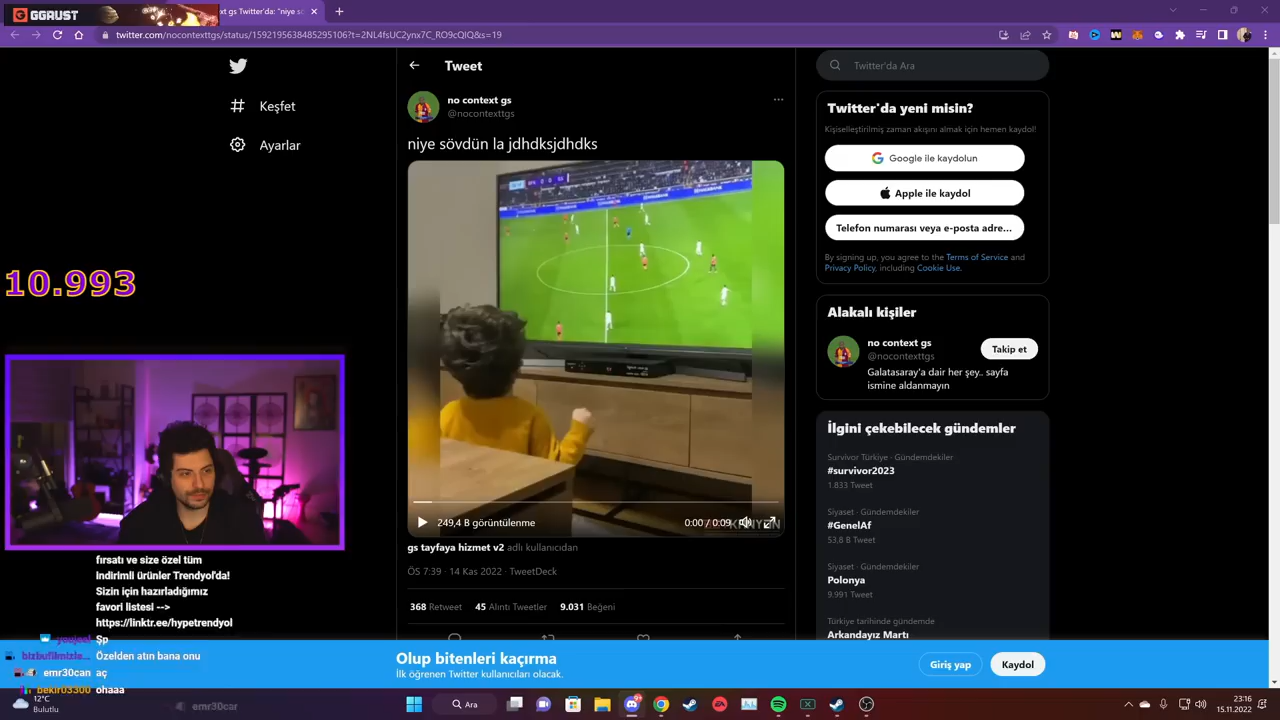 GGRUST
xt gs Twitter'da: "niye sö
twitter.com/nocontexttgs/status/1592195638485295106?t=2NL4fsUC2ynx7C_RO9cQIQ&s=19
Keşfet
Ayarlar
Tweet
no context gs
@nocontexttgs
niye sövdün la jdhdksjdhdks
249,4 B görüntülenme
0:00 / 0:09
gs tayfaya hizmet v2 adlı kullanıcıdan
ÖS 7:39 · 14 Kas 2022 · TweetDeck
368 Retweet 45 Alıntı Tweetler 9.031 Beğeni
Twitter'da Ara
Twitter'da yeni misin?
Kişiselleştirilmiş zaman akışını almak için hemen kaydol!
Google ile kaydolun
Apple ile kaydol
Telefon numarası veya e-posta adre...
By signing up, you agree to the Terms of Service and
Privacy Policy, including Cookie Use.
Alakalı kişiler
no context gs
@nocontexttgs
Takip et
Galatasaray'a dair her şey.. sayfa
ismine aldanmayın
İlgini çekebilecek gündemler
Survivor Türkiye · Gündemdekiler
#survivor2023
1.833 Tweet
Siyaset · Gündemdekiler
#GenelAf
53,8 B Tweet
Siyaset · Gündemdekiler
Polonya
9.991 Tweet
Türkiye tarihinde gündemde
Arkandayız Martı
10.993
fırsatı ve size özel tüm
indirimli ürünler Trendyol'da!
Sizin için hazırladığımız
favori listesi -->
https://linktr.ee/hypetrendyol
Şp
bizbufilmizle... Özelden atın bana onu
emr30can aç
bekir03300 ohaaa
Olup bitenleri kaçırma
İlk öğrenen Twitter kullanıcıları olacak.
Giriş yap
Kaydol
12°C
Bulutlu
emr30car
Ara
23:16
15.11.2022